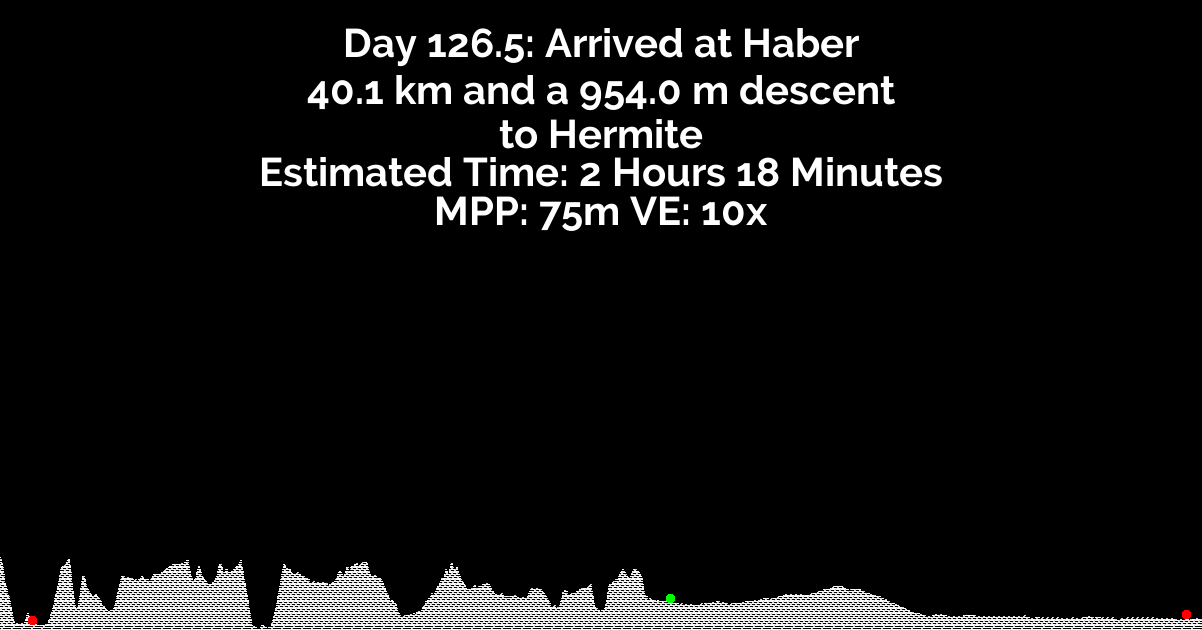 Day 126.5: Arrived at Haber
40.1 km and a 954.0 m descent
to Hermite
Estimated Time: 2 Hours 18 Minutes
MPP: 75m VE: 10x